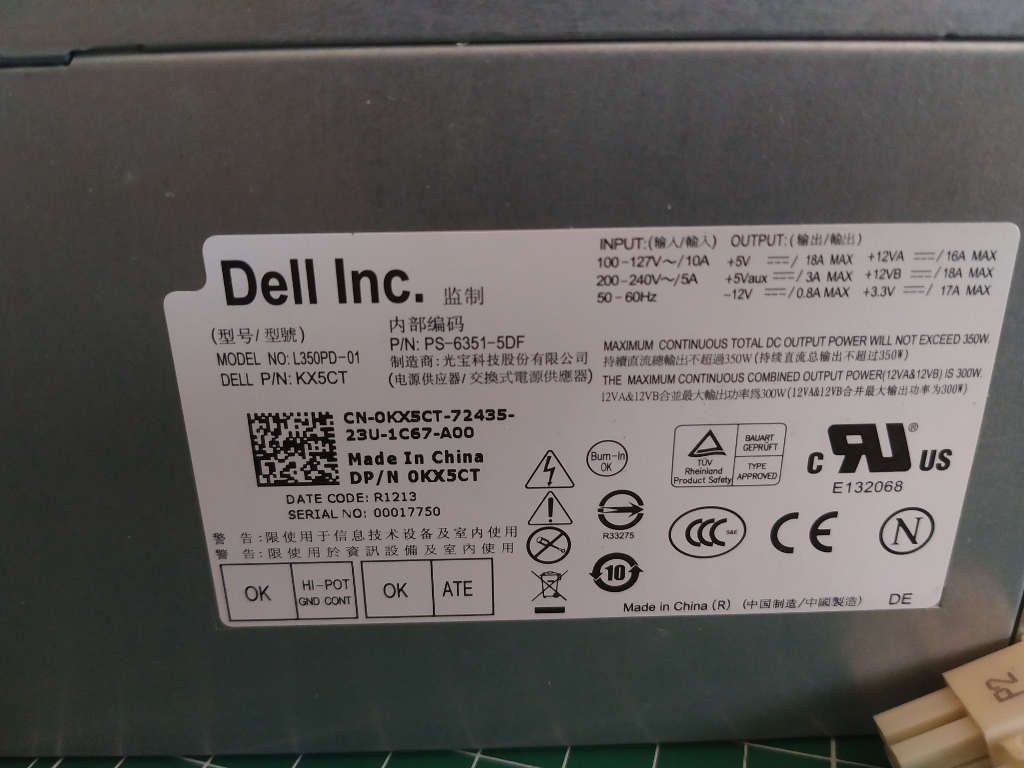 Dell Inc. 监制
(型号/型號)
MODEL NO: L350PD-01
DELL P/N: KX5CT
内部编码
P/N: PS-6351-5DF
制造商:光宝科技股份有限公司
(电源供应器/交換式電源供應器)
INPUT:(输入/輸入)
100-127V～/10A
200-240V～/5A
50-60Hz
OUTPUT:(输出/輸出)
+5V ⎓/ 18A MAX +12VA ⎓/16A MAX
+5Vaux ⎓/3A MAX +12VB ⎓/18A MAX
-12V ⎓/0.8A MAX +3.3V ⎓/ 17A MAX
MAXIMUM CONTINUOUS TOTAL DC OUTPUT POWER WILL NOT EXCEED 350W.
持續直流總輸出不超過350W(持续直流总输出不超过350W)
THE MAXIMUM CONTINUOUS COMBINED OUTPUT POWER(12VA&12VB) IS 300W.
12VA&12VB合並最大輸出功率為300W(12VA&12VB合并最大输出功率为300W)
CN-0KX5CT-72435-
23U-1C67-A00
Made In China
DP/N 0KX5CT
DATE CODE: R1213
SERIAL NO: 00017750
警 告:限使用于信息技术设备及室内使用
警 告:限使用於資訊設備及室內使用
OK HI-POT
GND CONT
OK ATE
Burn-In
OK
R33275
10
TÜV
Rheinland
Product Safety
BAUART
GEPRÜFT
TYPE
APPROVED
c RU ® US
E132068
CCC S&E
CE
N
Made in China (R) (中国制造/中國製造) DE
P2